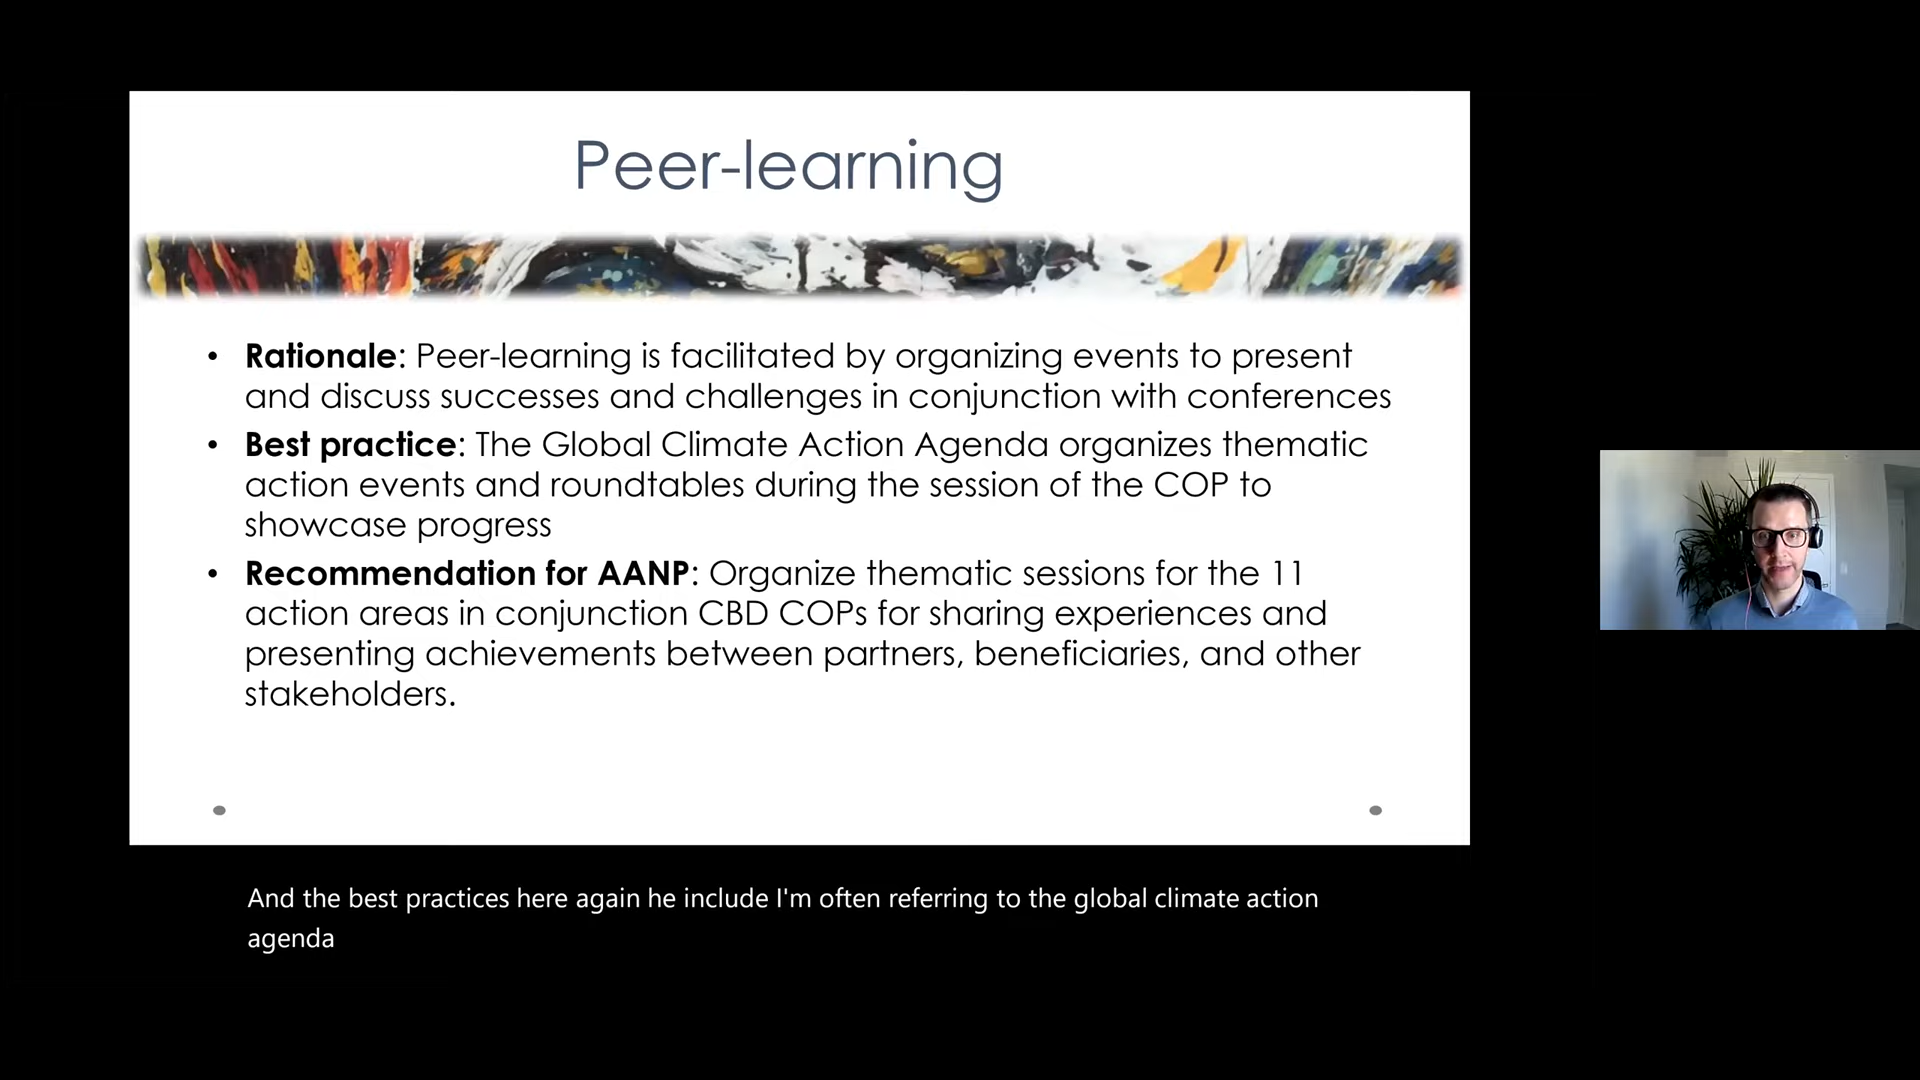 Peer-learning
• Rationale: Peer-learning is facilitated by organizing events to present
and discuss successes and challenges in conjunction with conferences
• Best practice: The Global Climate Action Agenda organizes thematic
action events and roundtables during the session of the COP to
showcase progress
• Recommendation for AANP: Organize thematic sessions for the 11
action areas in conjunction CBD COPs for sharing experiences and
presenting achievements between partners, beneficiaries, and other
stakeholders.
And the best practices here again he include I'm often referring to the global climate action
agenda